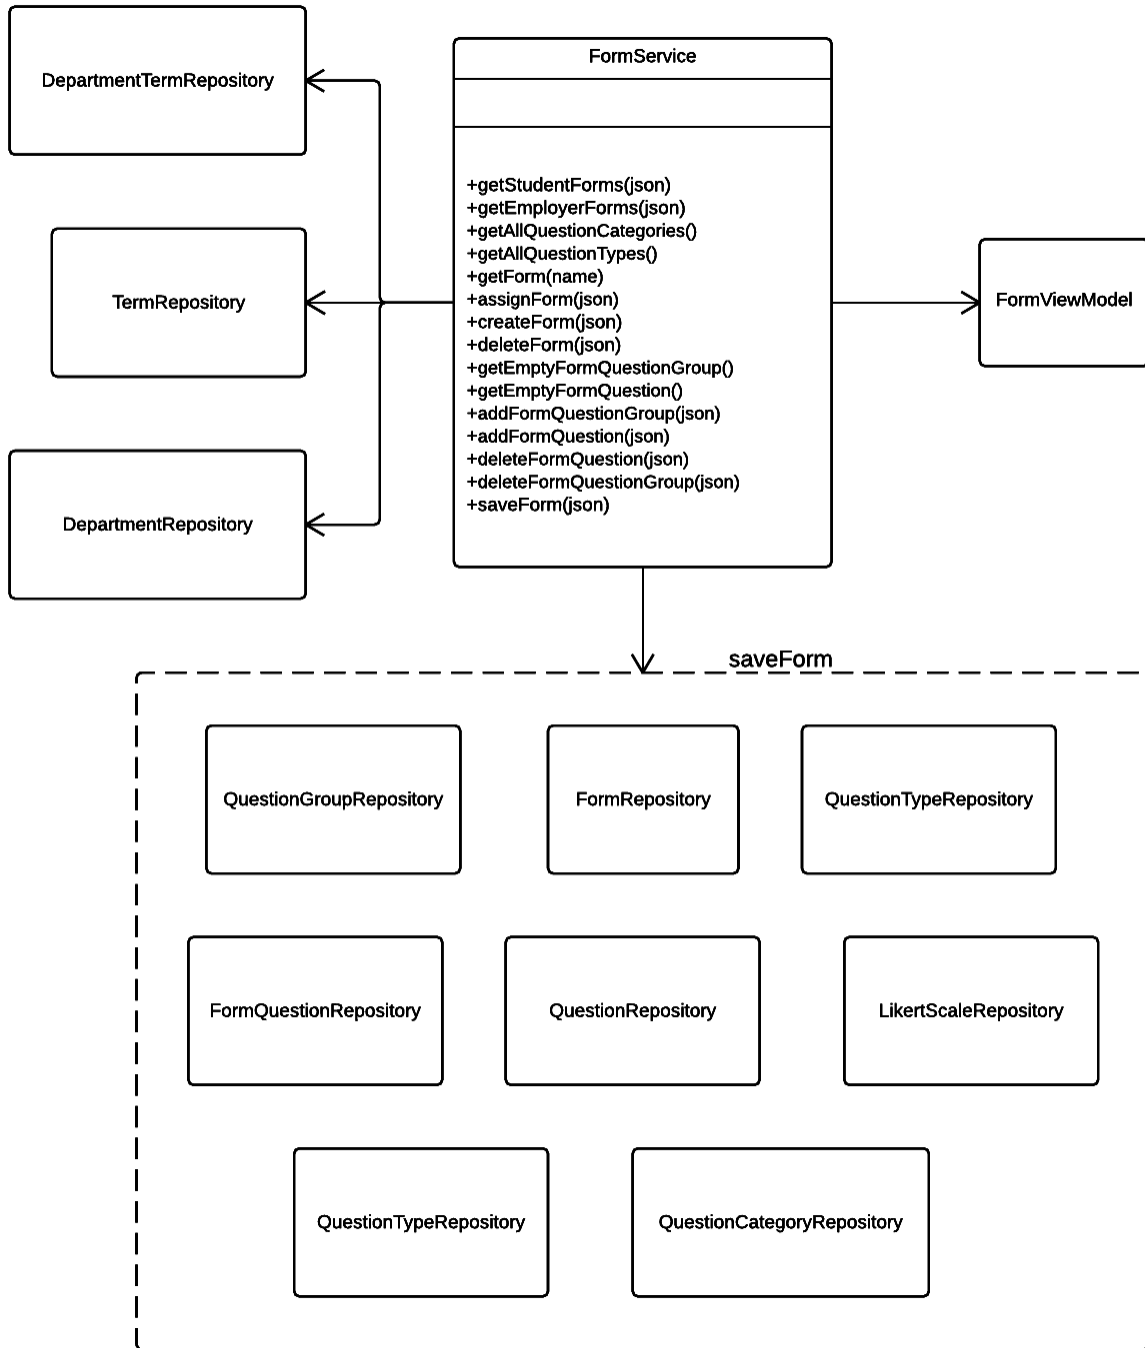 DepartmentTermRepository
FormService
+getStudentForms(json)
+getEmployerForms(json)
+getAllQuestionCategories()
+getAllQuestionTypes()
+getForm(name)
+assignForm(json)
+createForm(json)
+deleteForm(json)
+getEmptyFormQuestionGroup()
+getEmptyFormQuestion()
+addFormQuestionGroup(json)
+addFormQuestion(json)
+deleteFormQuestion(json)
+deleteFormQuestionGroup(json)
+saveForm(json)
TermRepository
FormViewModel
DepartmentRepository
saveForm
QuestionGroupRepository
FormRepository
QuestionTypeRepository
FormQuestionRepository
QuestionRepository
LikertScaleRepository
QuestionTypeRepository
QuestionCategoryRepository